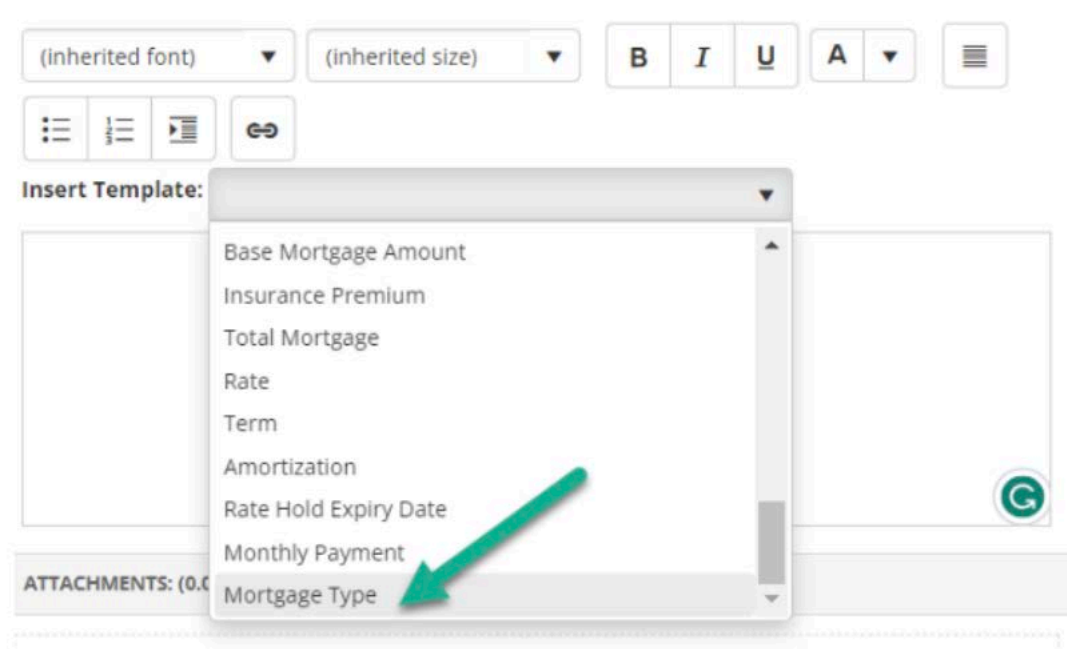 (inherited font) (inherited size) B I U A
Insert Template:
Base Mortgage Amount
Insurance Premium
Total Mortgage
Rate
Term
Amortization
Rate Hold Expiry Date
Monthly Payment
ATTACHMENTS: (0.0
Mortgage Type